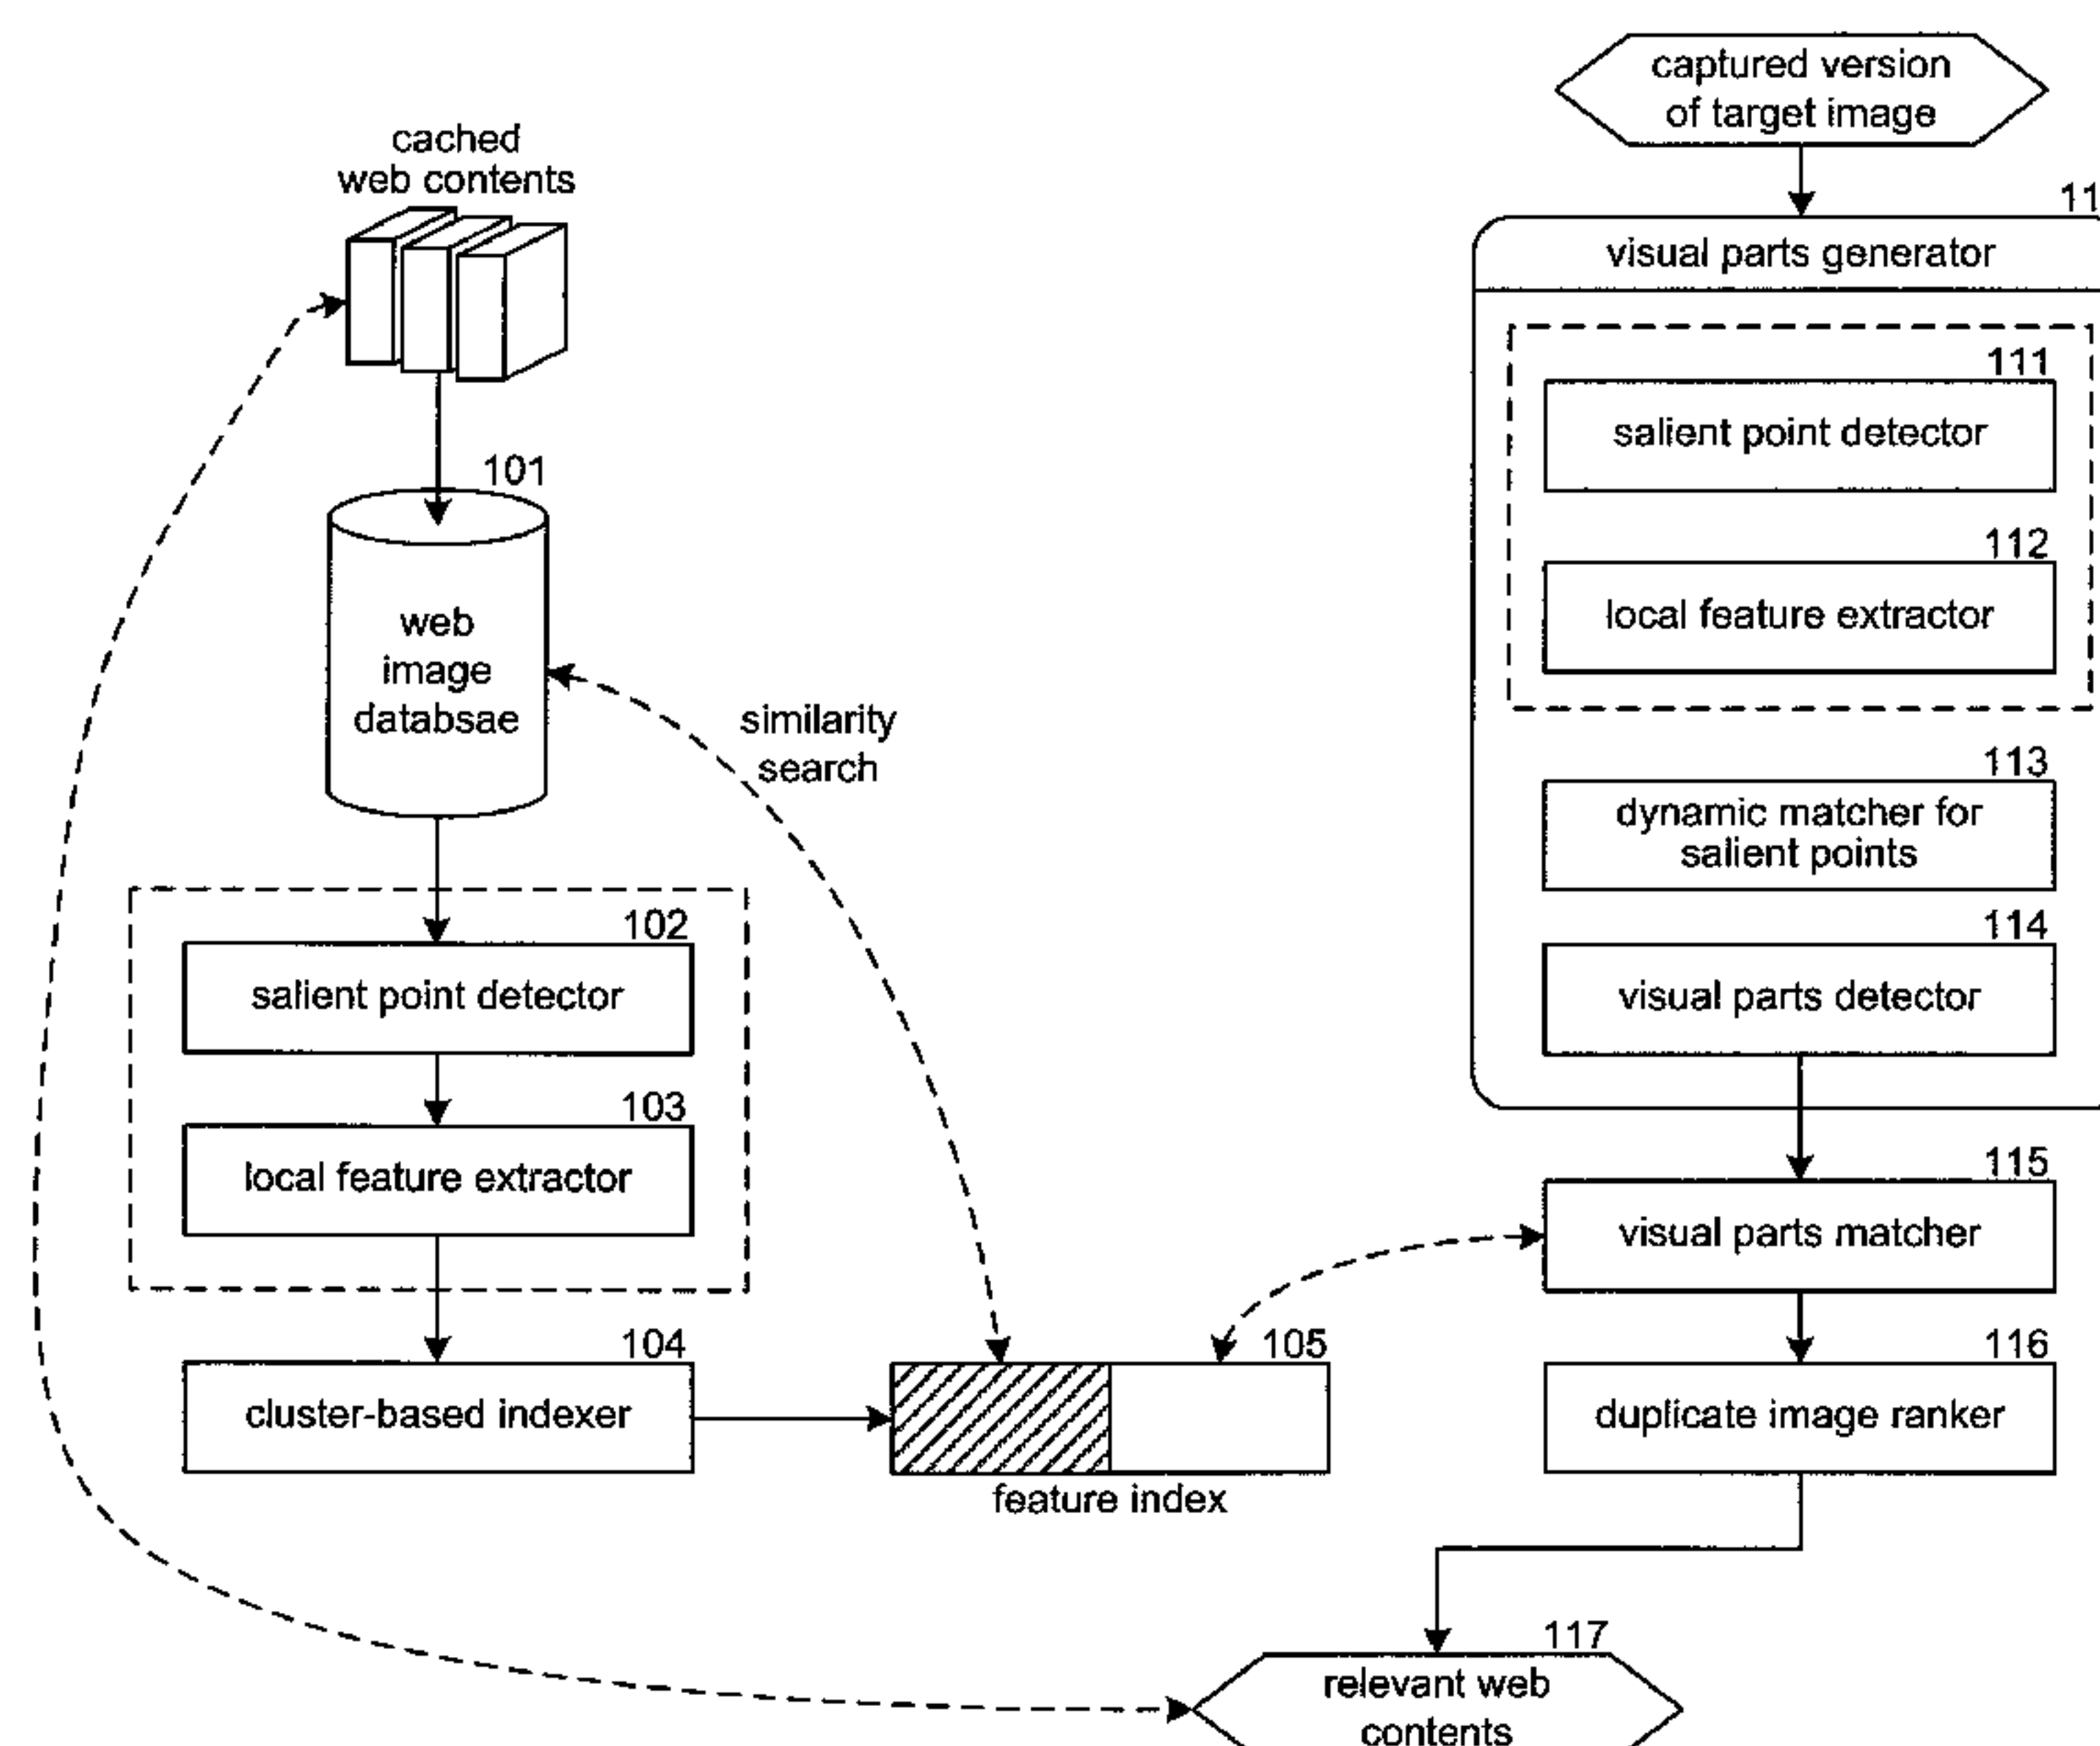 captured version
of target image
cached
web contents
11
visual parts generator
111
salient point detector
101
112
web
image
databsae
local feature extractor
similarity
search
113
dynamic matcher for
salient points
102
salient point detector
114
visual parts detector
103
local feature extractor
115
visual parts matcher
104
cluster-based indexer
105
feature index
116
duplicate image ranker
117
relevant web
contents